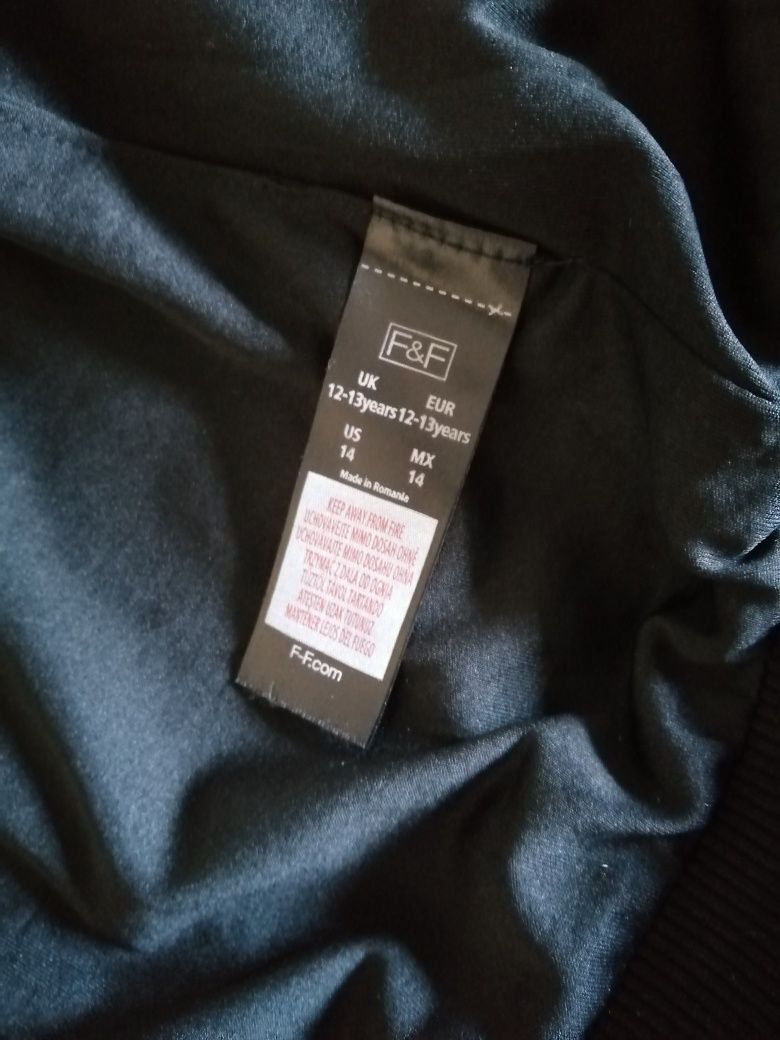 F&F
UK
12-13years
EUR
12-13years
US
14
MX
14
Made in Romania
KEEP AWAY FROM FIRE
UCHOVÁVEJTE MIMO DOSAH OHNĚ
UCHOVÁVAJTE MIMO DOSAHU OHŇA
TRZYMAĆ Z DALA OD OGNIA
TŰZTŐL TÁVOL TARTANDÓ
ATEŞTEN UZAK TUTUNUZ
MANTENER LEJOS DEL FUEGO
F-F.com